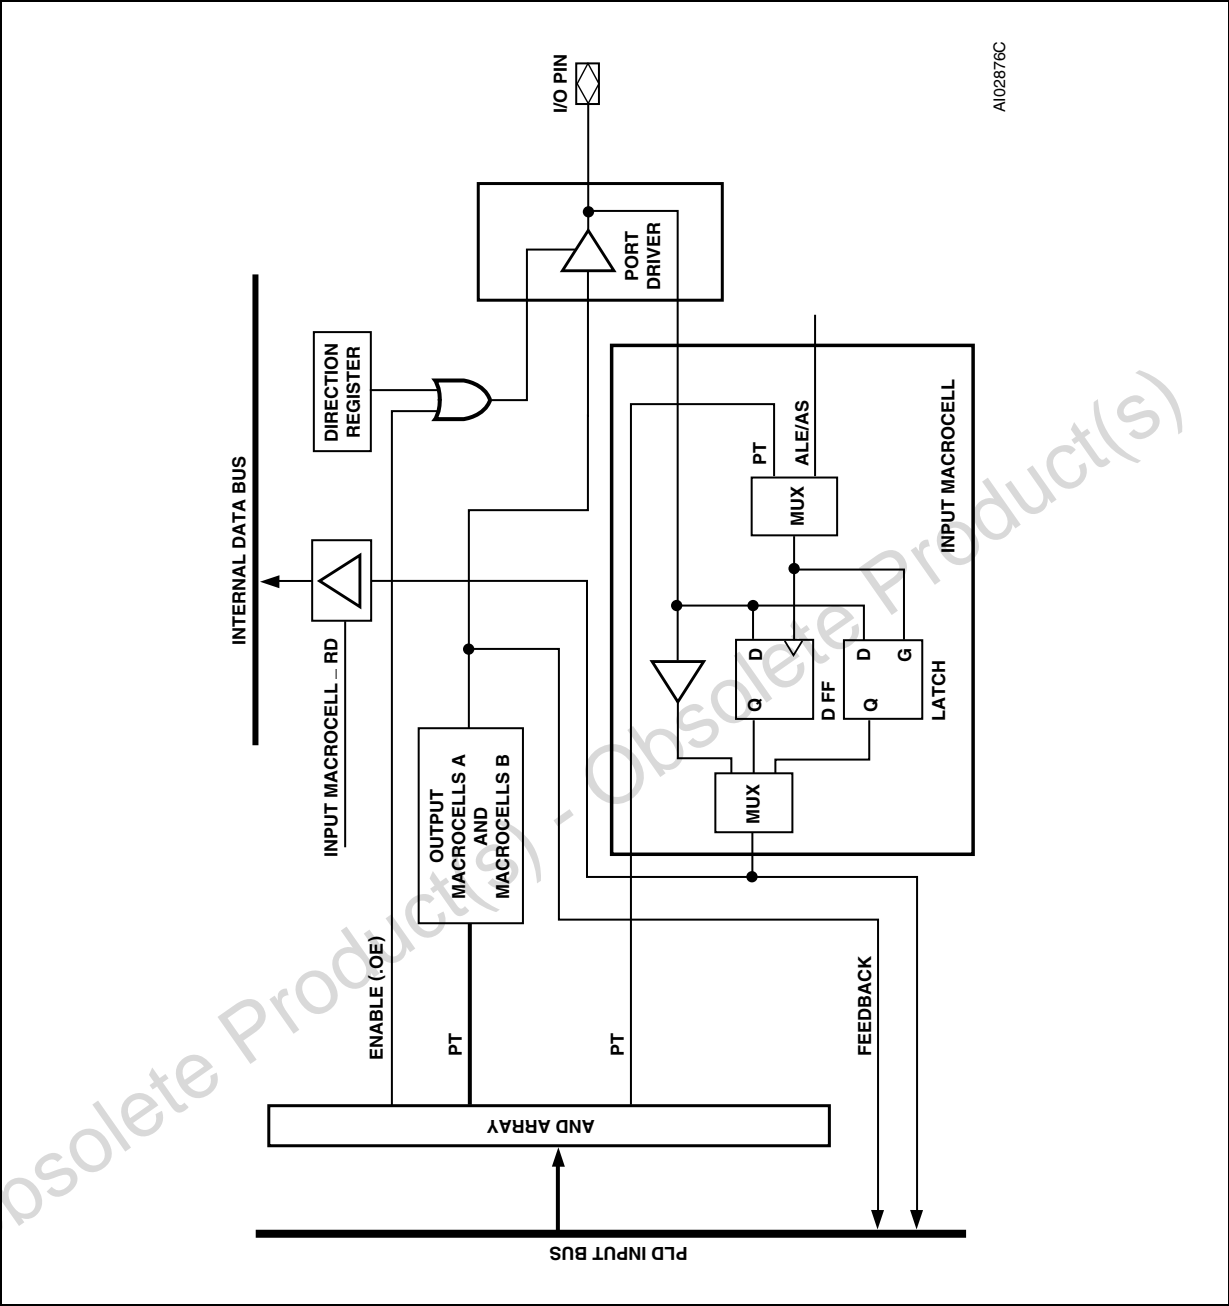 INTERNAL DATA BUS
INPUT MACROCELL – RD
DIRECTION
REGISTER
ENABLE (.OE)
OUTPUT
MACROCELLS A
AND
MACROCELLS B
PT
I/O PIN
PORT
DRIVER
PT
AND ARRAY
PLD INPUT BUS
FEEDBACK
MUX
Q
D
D FF
Q
D
G
LATCH
MUX
PT
ALE/AS
INPUT MACROCELL
AI02876C
bsolete Product(s) - Obsolete Product(s)